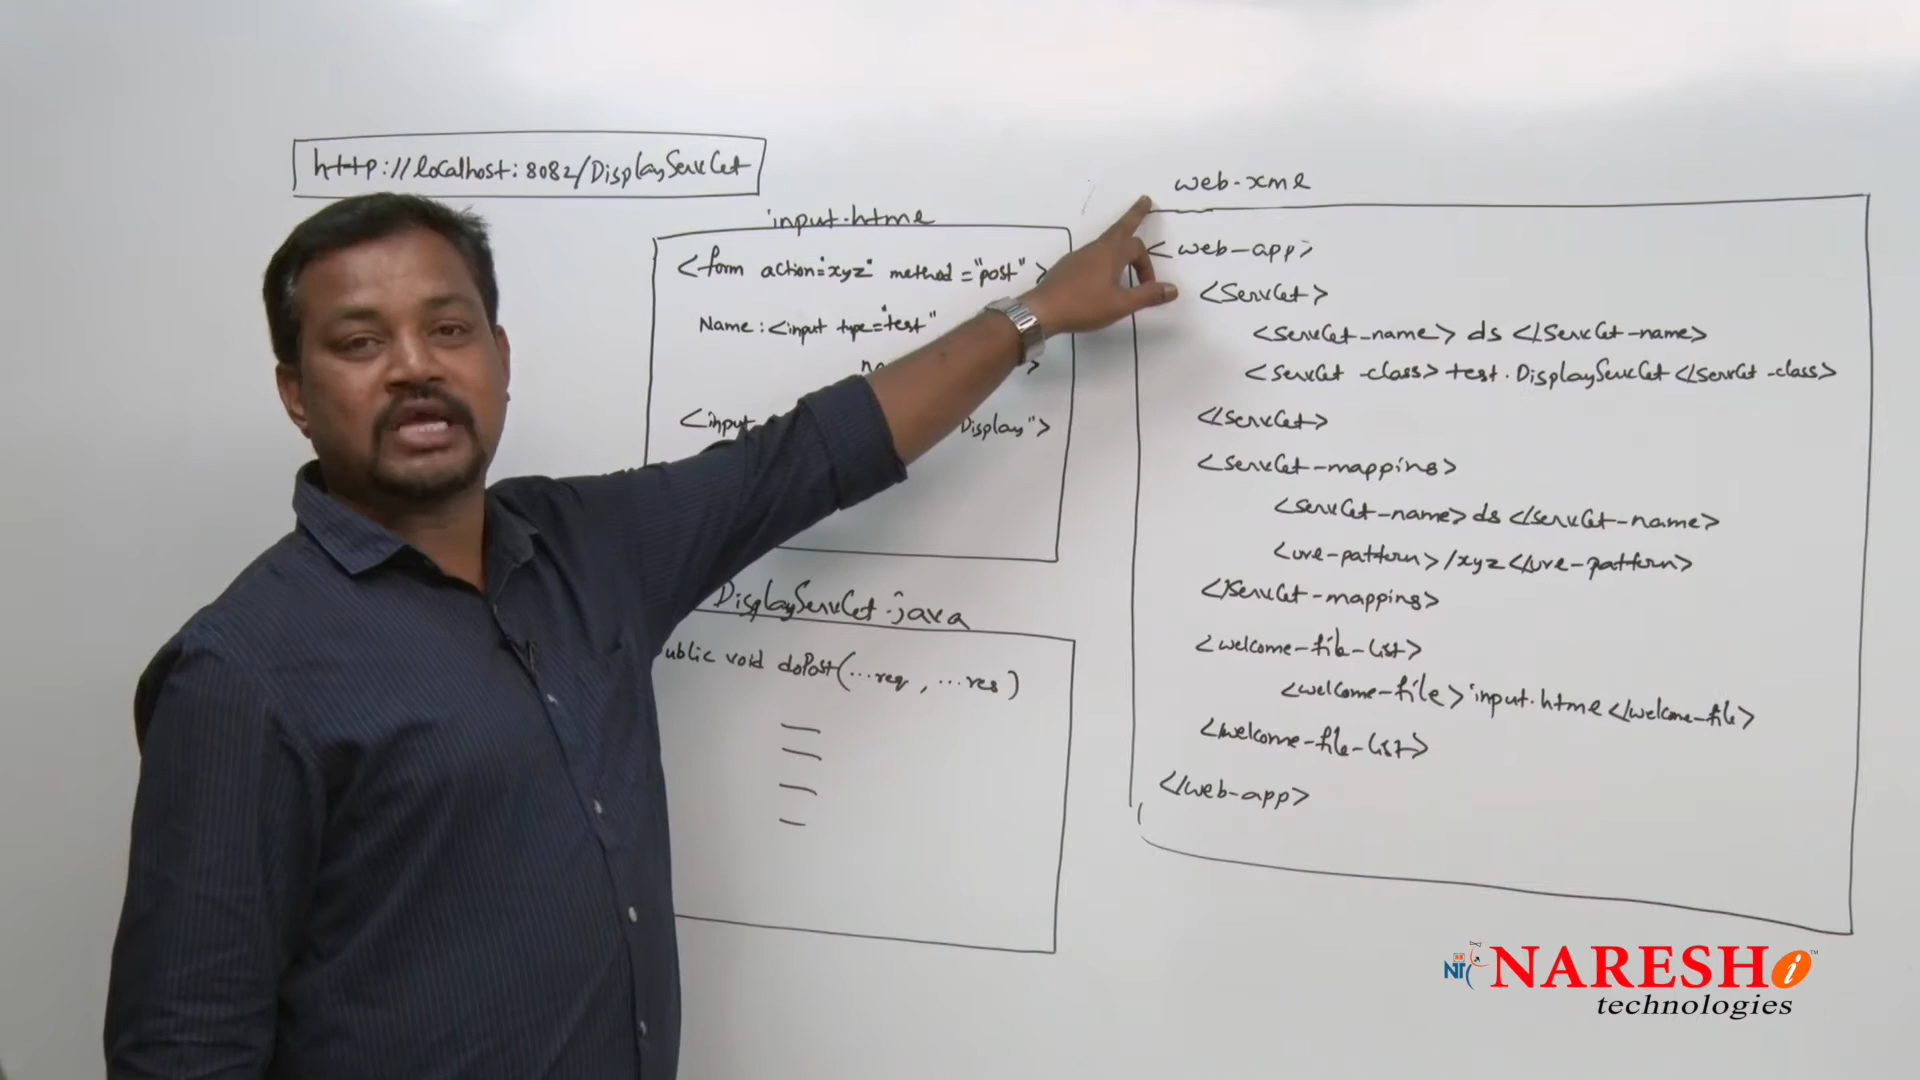 http://localhost:8082/DisplayServlet
input.html
<form action="xyz" method="post">
Name:<input type="text"
>
<input
Display">
DisplayServlet.java
ublic void doPost(...req, ...res)
web.xml
<web-app>
<servlet>
<servlet-name> ds </servlet-name>
<servlet-class> test.DisplayServlet </servlet-class>
</servlet>
<servlet-mapping>
<servlet-name> ds </servlet-name>
<url-pattern> /xyz </url-pattern>
</servlet-mapping>
<welcome-file-list>
<welcome-file> input.html </welcome-file>
</welcome-file-list>
</web-app>
NARESHi
technologies